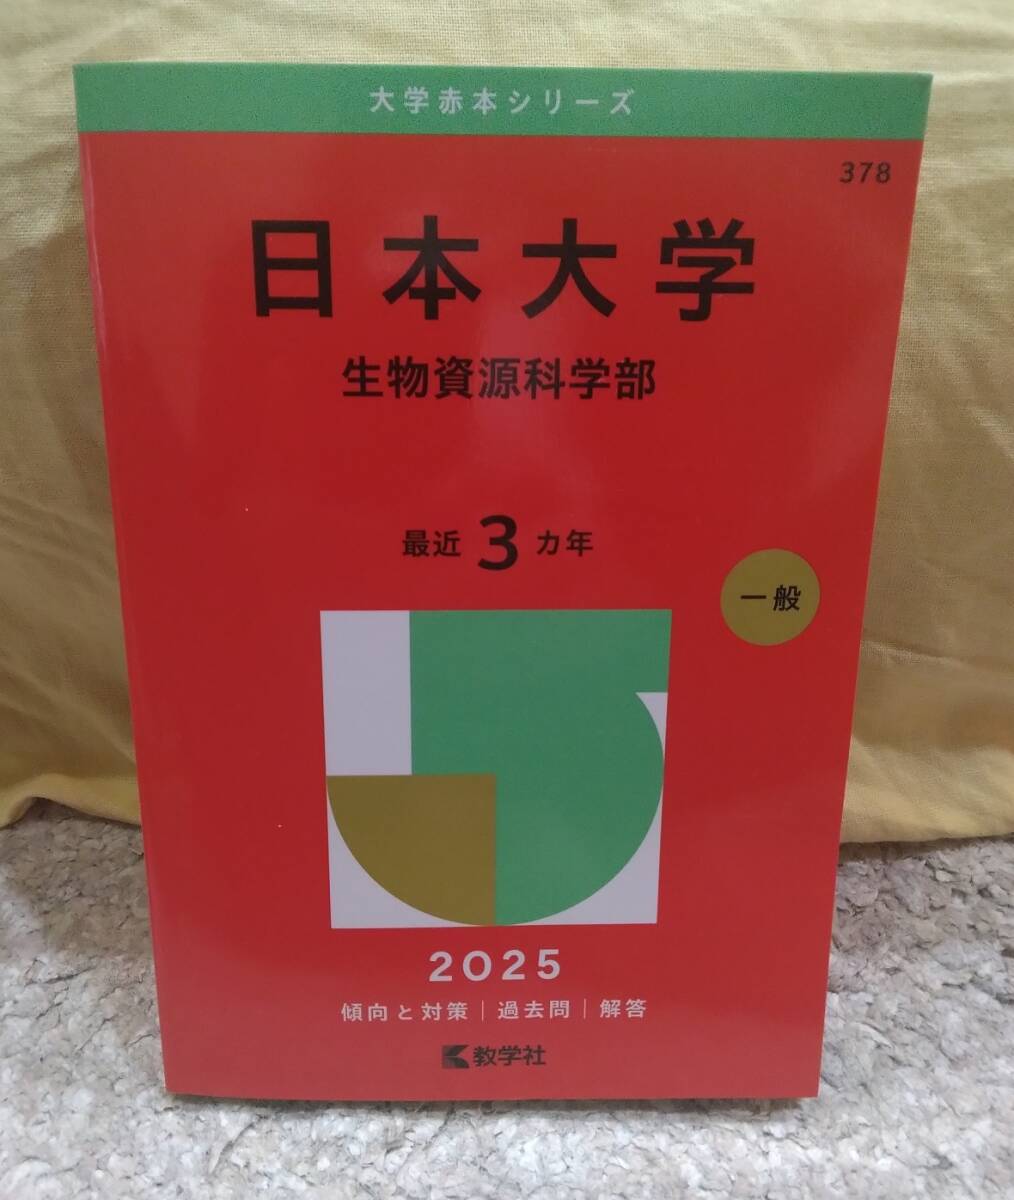 大学赤本シリーズ
378
日本大学
生物資源科学部
最近3カ年
一般
2025
傾向と対策｜過去問｜解答
教学社